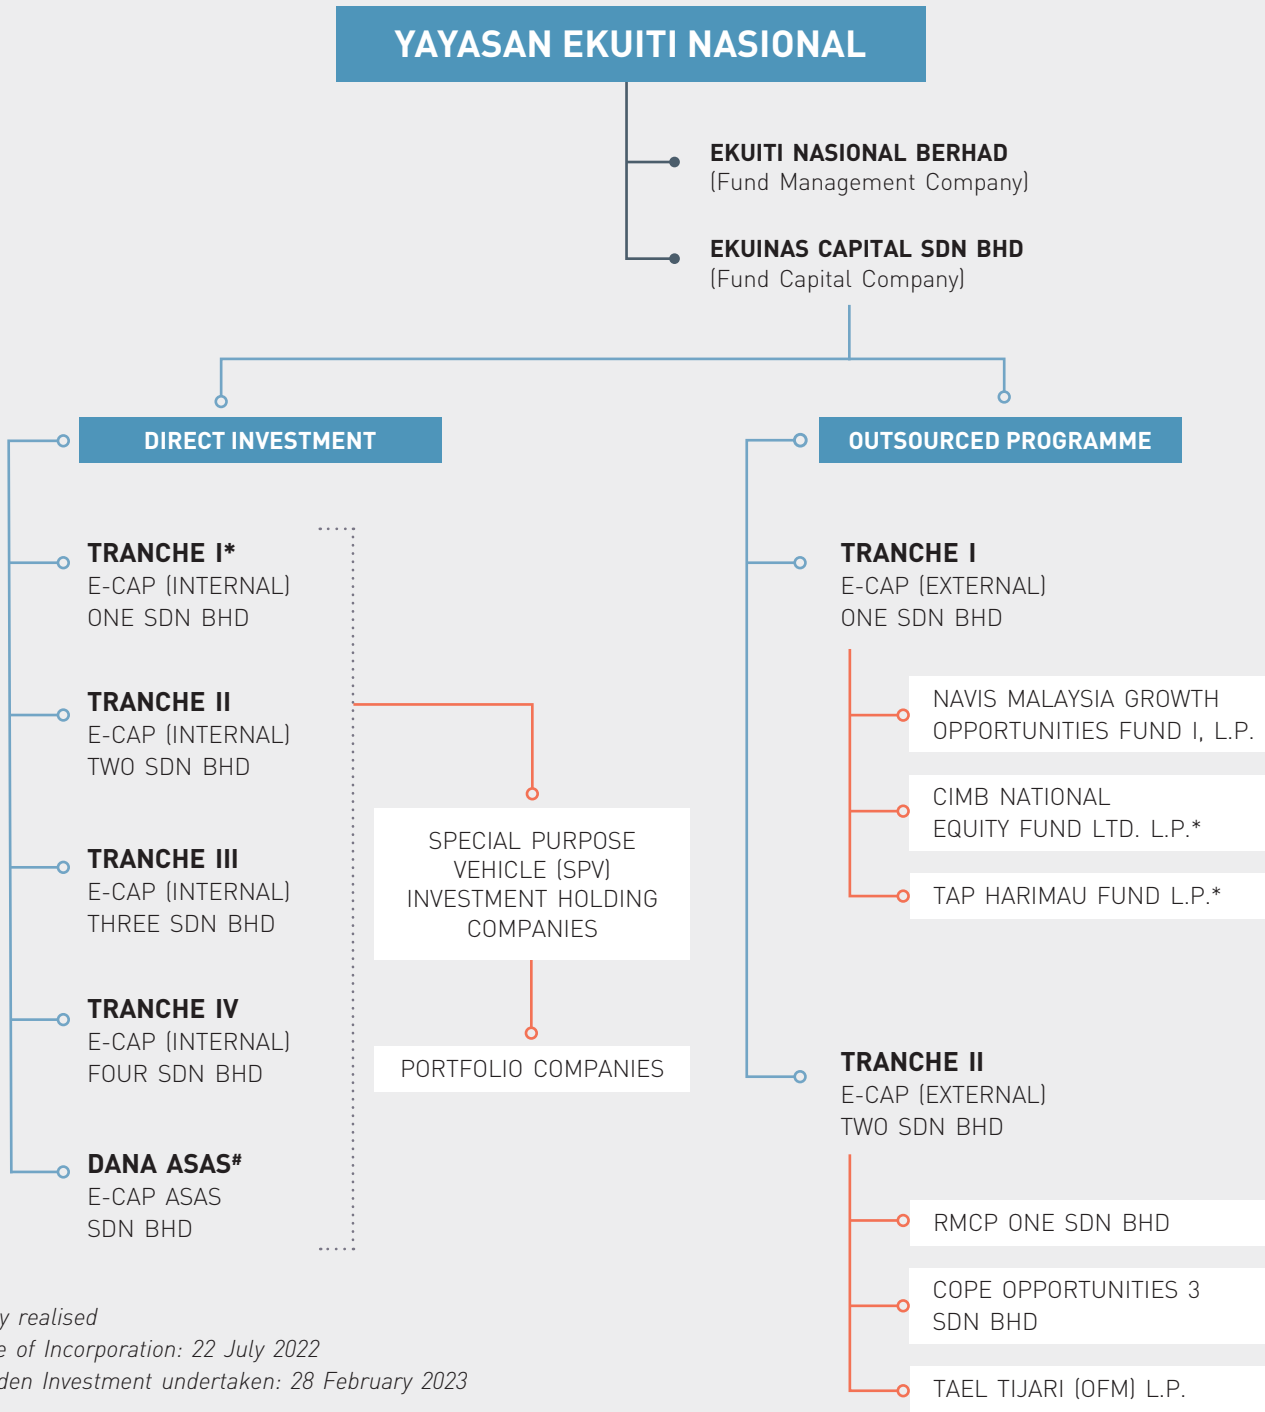 YAYASAN EKUITI NASIONAL
EKUITI NASIONAL BERHAD
(Fund Management Company)
EKUINAS CAPITAL SDN BHD
(Fund Capital Company)
DIRECT INVESTMENT
TRANCHE I*
E-CAP (INTERNAL)
ONE SDN BHD
TRANCHE II
E-CAP (INTERNAL)
TWO SDN BHD
TRANCHE III
E-CAP (INTERNAL)
THREE SDN BHD
TRANCHE IV
E-CAP (INTERNAL)
FOUR SDN BHD
DANA ASAS#
E-CAP ASAS
SDN BHD
SPECIAL PURPOSE
VEHICLE (SPV)
INVESTMENT HOLDING
COMPANIES
PORTFOLIO COMPANIES
OUTSOURCED PROGRAMME
TRANCHE I
E-CAP (EXTERNAL)
ONE SDN BHD
NAVIS MALAYSIA GROWTH
OPPORTUNITIES FUND I, L.P.
CIMB NATIONAL
EQUITY FUND LTD. L.P.*
TAP HARIMAU FUND L.P.*
TRANCHE II
E-CAP (EXTERNAL)
TWO SDN BHD
RMCP ONE SDN BHD
COPE OPPORTUNITIES 3
SDN BHD
TAEL TIJARI (OFM) L.P.
realised
of Incorporation: 22 July 2022
Investment undertaken: 28 February 2023